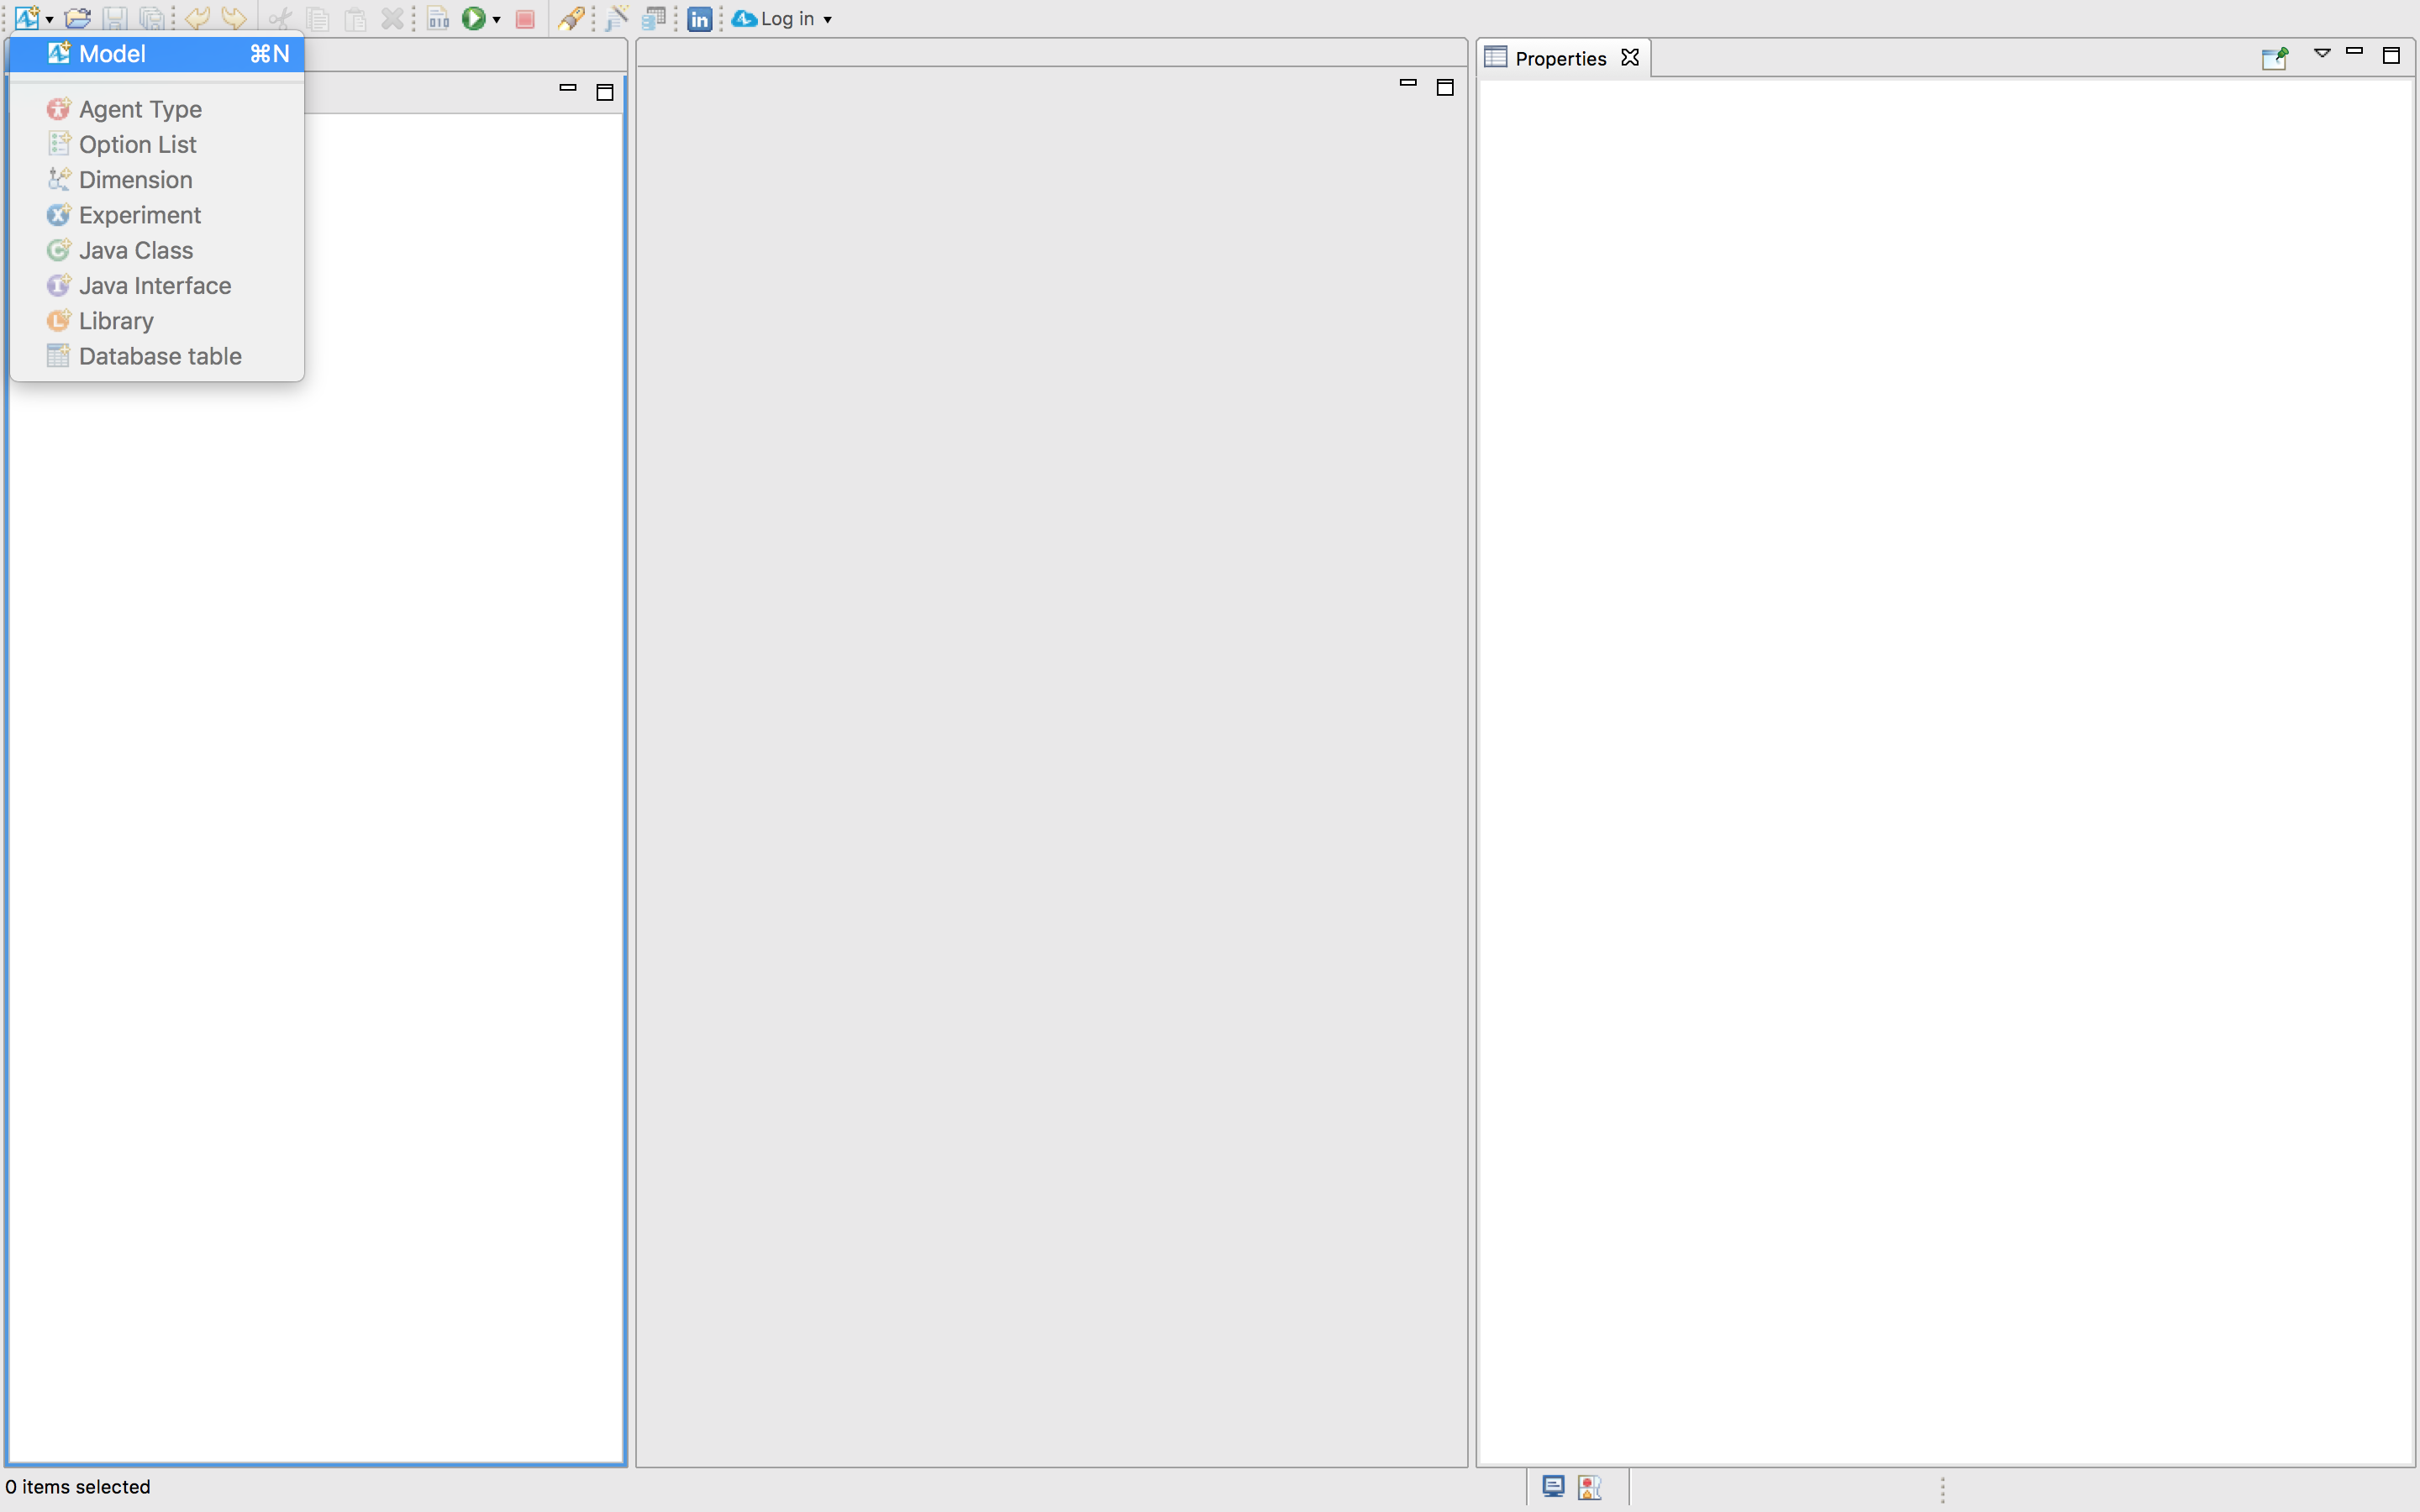 Log in
Model ⌘N
Agent Type
Option List
Dimension
Experiment
Java Class
Java Interface
Library
Database table
Properties
0 items selected